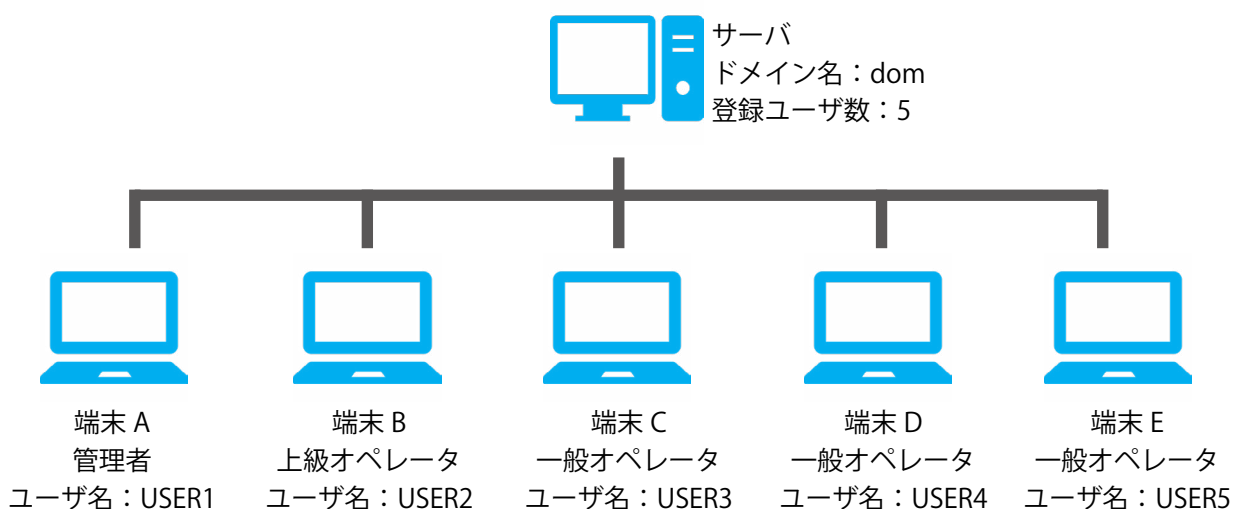 サーバ
ドメイン名：dom
登録ユーザ数：5
端末 A
管理者
ユーザ名：USER1
端末 B
上級オペレータ
ユーザ名：USER2
端末 C
一般オペレータ
ユーザ名：USER3
端末 D
一般オペレータ
ユーザ名：USER4
端末 E
一般オペレータ
ユーザ名：USER5